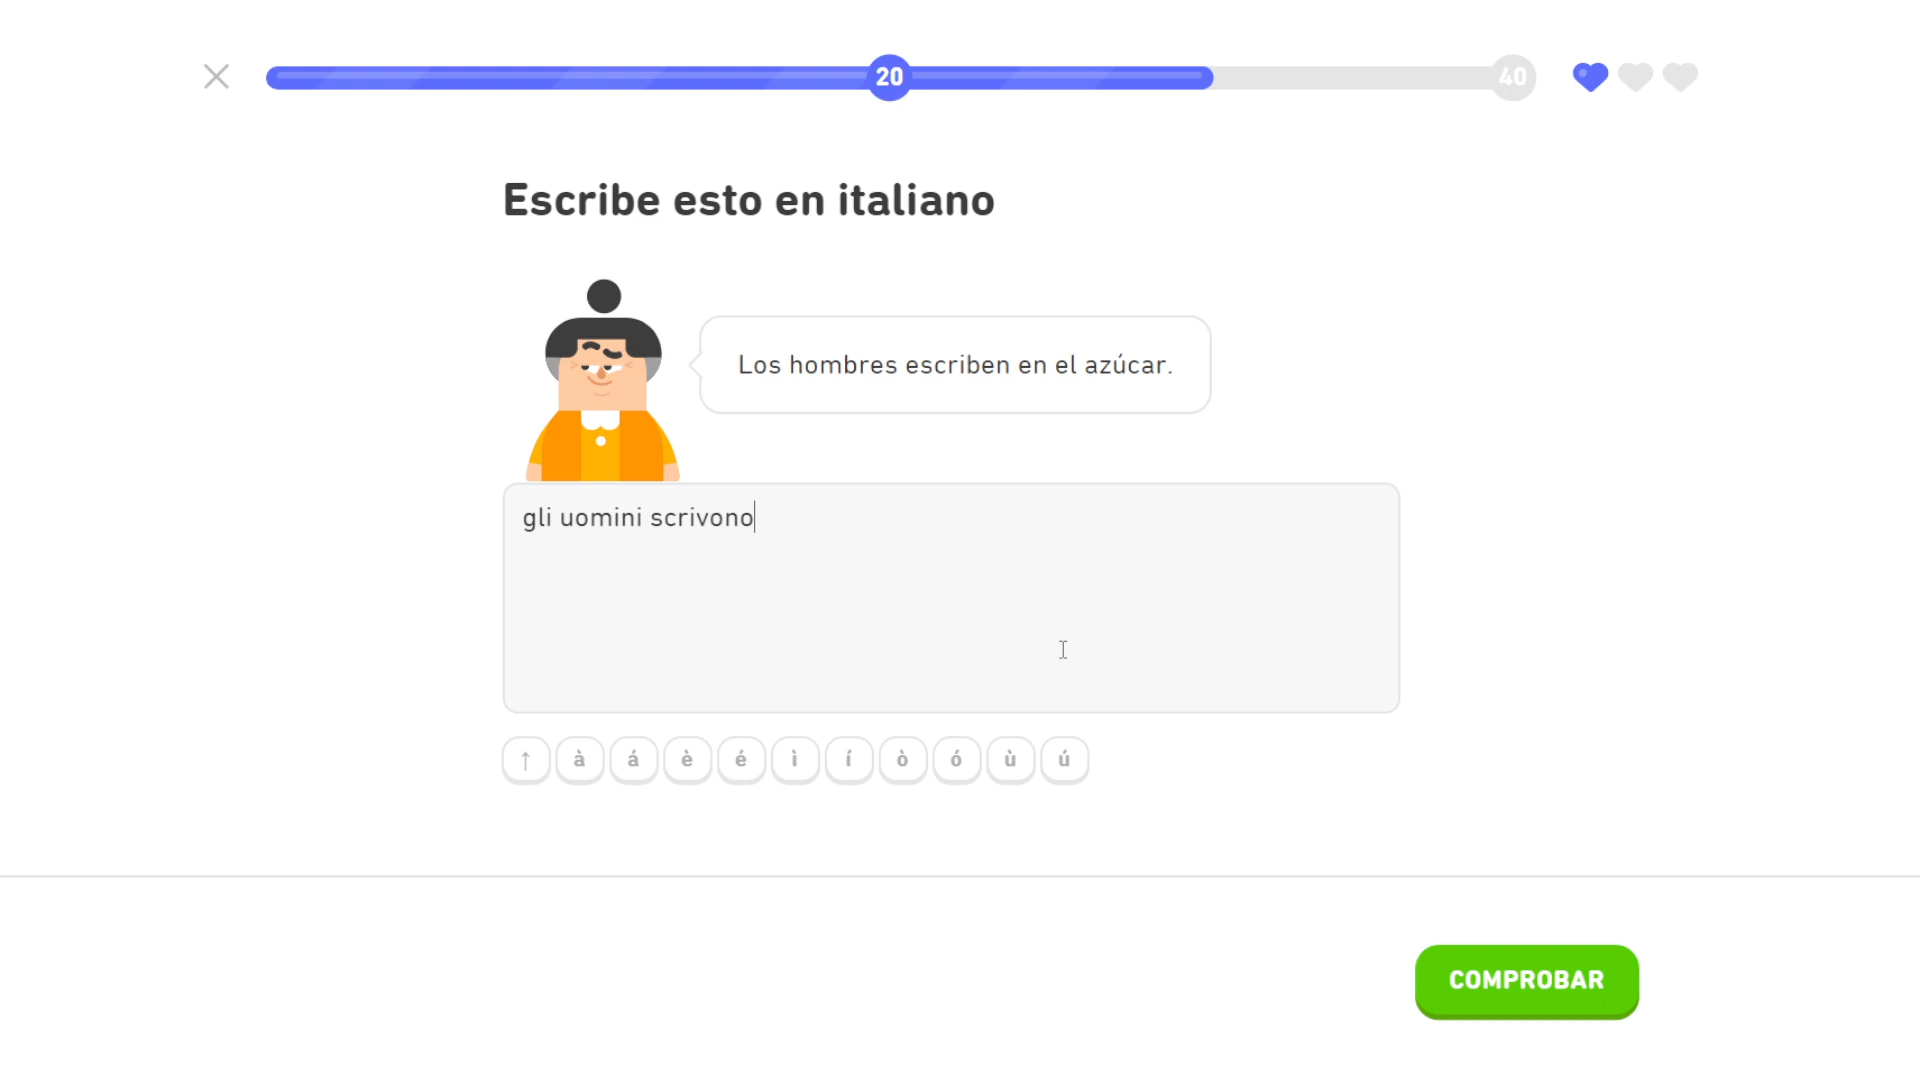 20
40
Escribe esto en italiano
Los hombres escriben en el azúcar.
gli uomini scrivono
↑ à á è é ì í ò ó ù ú
COMPROBAR